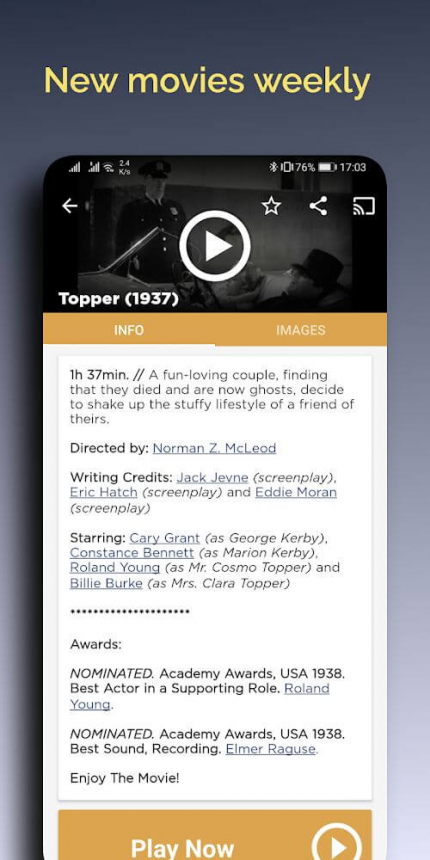 New movies weekly
2.4
K/s
76%
17:03
Topper (1937)
INFO
IMAGES
1h 37min. // A fun-loving couple, finding
that they died and are now ghosts, decide
to shake up the stuffy lifestyle of a friend of
theirs.
Directed by: Norman Z. McLeod
Writing Credits: Jack Jevne (screenplay),
Eric Hatch (screenplay) and Eddie Moran
(screenplay)
Starring: Cary Grant (as George Kerby),
Constance Bennett (as Marion Kerby),
Roland Young (as Mr. Cosmo Topper) and
Billie Burke (as Mrs. Clara Topper)
**********************
Awards:
NOMINATED. Academy Awards, USA 1938.
Best Actor in a Supporting Role. Roland
Young.
NOMINATED. Academy Awards, USA 1938.
Best Sound, Recording. Elmer Raguse.
Enjoy The Movie!
Play Now